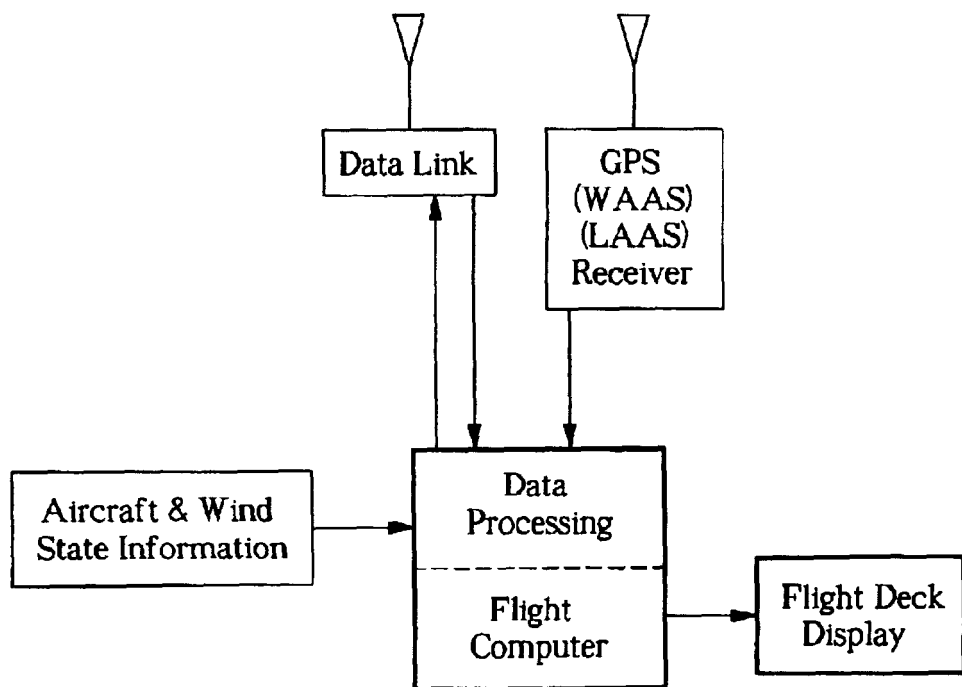 Data Link
GPS
(WAAS)
(LAAS)
Receiver
Aircraft & Wind
State Information
Data
Processing
Flight
Computer
Flight Deck
Display